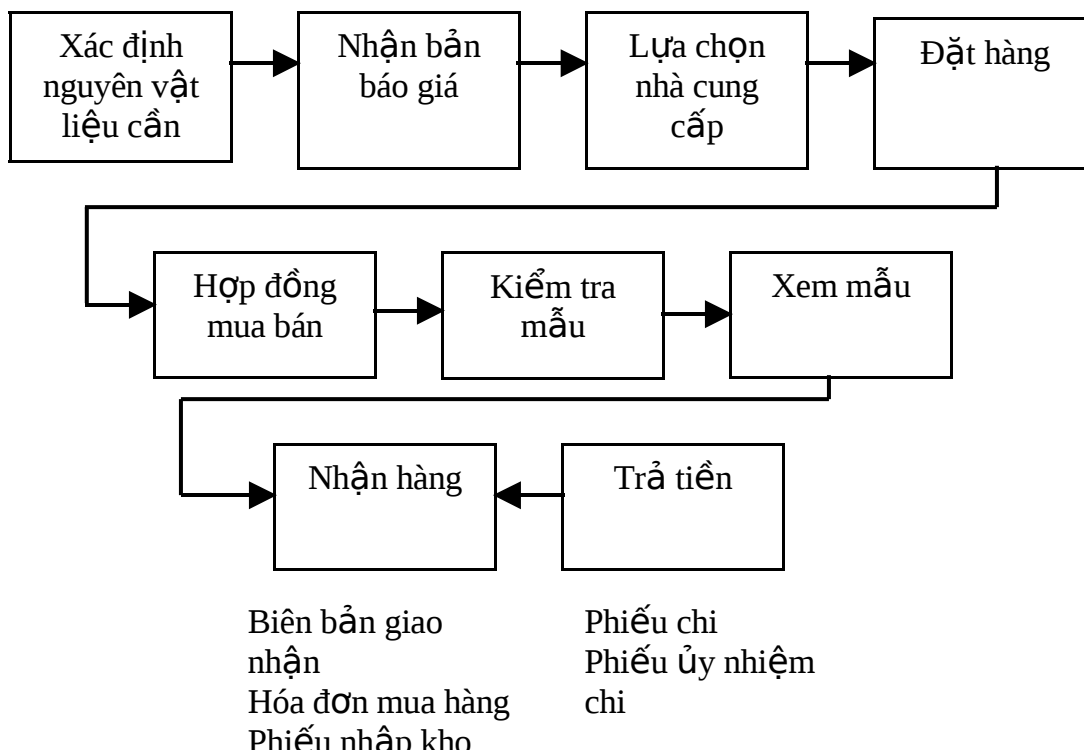 Xác định
nguyên vật
liệu cần
Nhận bản
báo giá
Lựa chọn
nhà cung
cấp
Đặt hàng
Hợp đồng
mua bán
Kiểm tra
mẫu
Xem mẫu
Nhận hàng
Trả tiền
Biên bản giao
nhận
Hóa đơn mua hàng
Phiếu nhập kho
Phiếu chi
Phiếu ủy nhiệm
chi